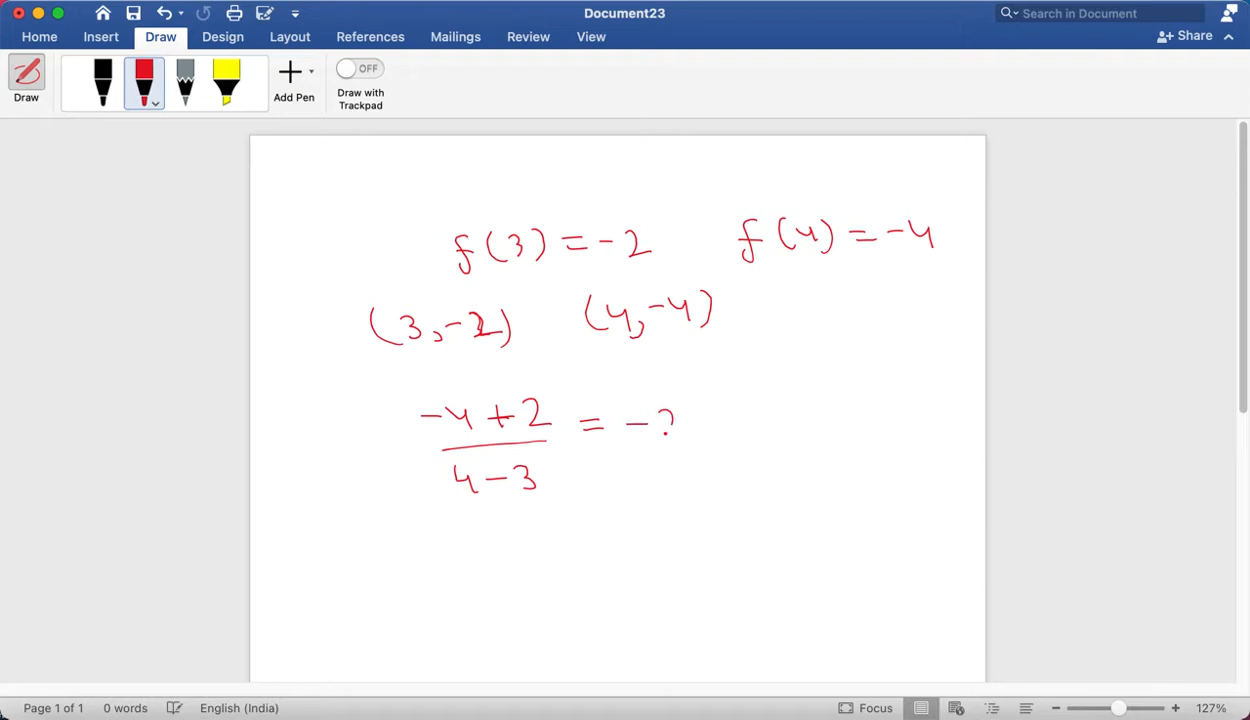 Document23
Search in Document
Home Insert Draw Design Layout References Mailings Review View
Share
Draw
Add Pen
OFF
Draw with
Trackpad
f(3) = -2 f(4) = -4
(3, -2) (4, -4)
-4 + 2
4 - 3
= - ?
Page 1 of 1 0 words English (India) Focus 127%